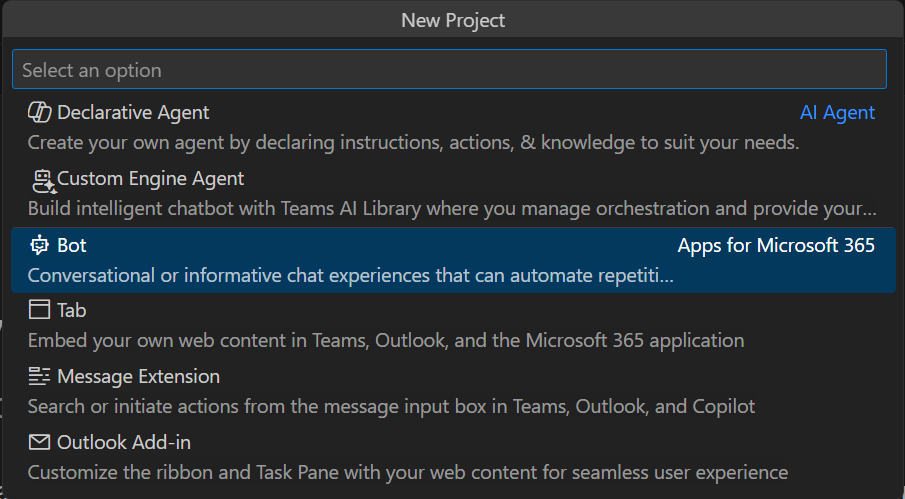 New Project
Select an option
Declarative Agent AI Agent
Create your own agent by declaring instructions, actions, & knowledge to suit your needs.
Custom Engine Agent
Build intelligent chatbot with Teams AI Library where you manage orchestration and provide your...
Bot Apps for Microsoft 365
Conversational or informative chat experiences that can automate repetiti...
Tab
Embed your own web content in Teams, Outlook, and the Microsoft 365 application
Message Extension
Search or initiate actions from the message input box in Teams, Outlook, and Copilot
Outlook Add-in
Customize the ribbon and Task Pane with your web content for seamless user experience